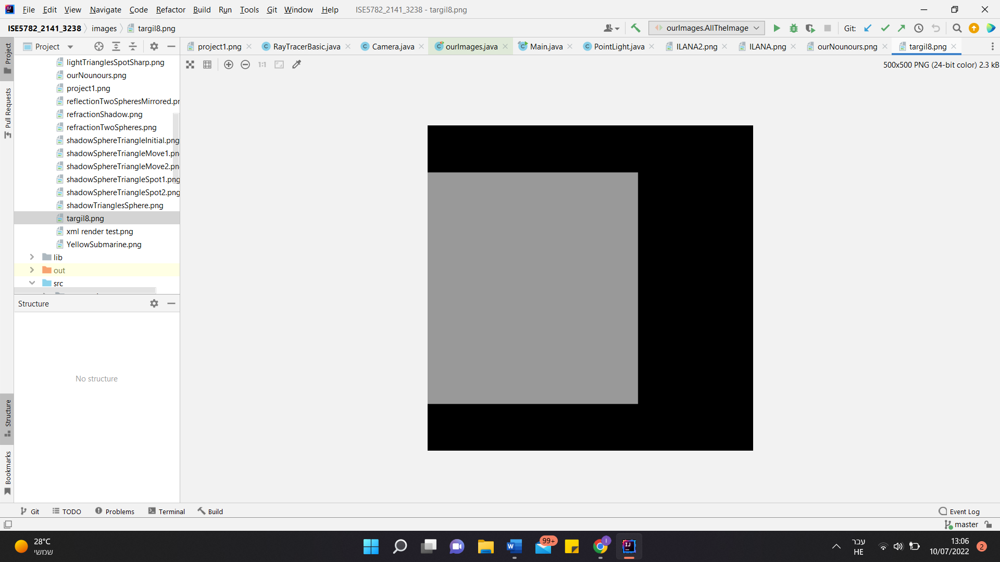 File Edit View Navigate Code Refactor Build Run Tools Git Window Help ISE5782_2141_3238 - targil8.png
ISE5782_2141_3238 images targil8.png ourImages.AllTheImage Git:
Project
project1.png RayTracerBasic.java Camera.java ourImages.java Main.java PointLight.java ILANA2.png ILANA.png ourNounours.png targil8.png
1:1 500x500 PNG (24-bit color) 2.3 kB
lightTrianglesSpotSharp.png
ourNounours.png
project1.png
reflectionTwoSpheresMirrored.pr
refractionShadow.png
refractionTwoSpheres.png
shadowSphereTriangleInitial.png
shadowSphereTriangleMove1.pn
shadowSphereTriangleMove2.pn
shadowSphereTriangleSpot1.png
shadowSphereTriangleSpot2.png
shadowTrianglesSphere.png
targil8.png
xml render test.png
YellowSubmarine.png
lib
out
src
Structure
No structure
Project
Pull Requests
Structure
Bookmarks
Git TODO Problems Terminal Build Event Log
master
28°C
שמשי
99+
עבר
HE
13:06
10/07/2022
2